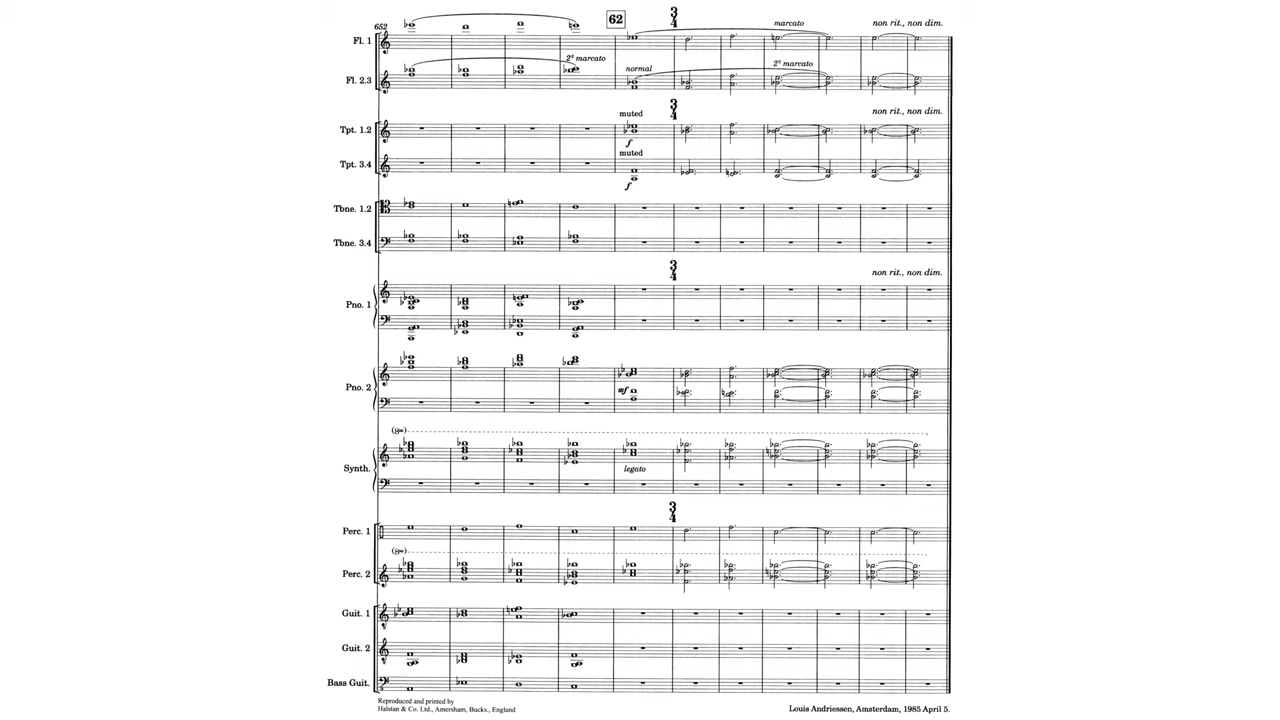 652
62
3
4
marcato
non rit., non dim.
Fl. 1
2º marcato
normal
2º marcato
Fl. 2.3
3
4
non rit., non dim.
muted
Tpt. 1.2
f
muted
Tpt. 3.4
f
Tbne. 1.2
Tbne. 3.4
3
4
non rit., non dim.
Pno. 1
Pno. 2
mf
(8va)
Synth.
legato
3
4
Perc. 1
(8va)
Perc. 2
Guit. 1
Guit. 2
Bass Guit.
Reproduced and printed by
Halstan & Co. Ltd., Amersham, Bucks., England
Louis Andriessen, Amsterdam, 1985 April 5.